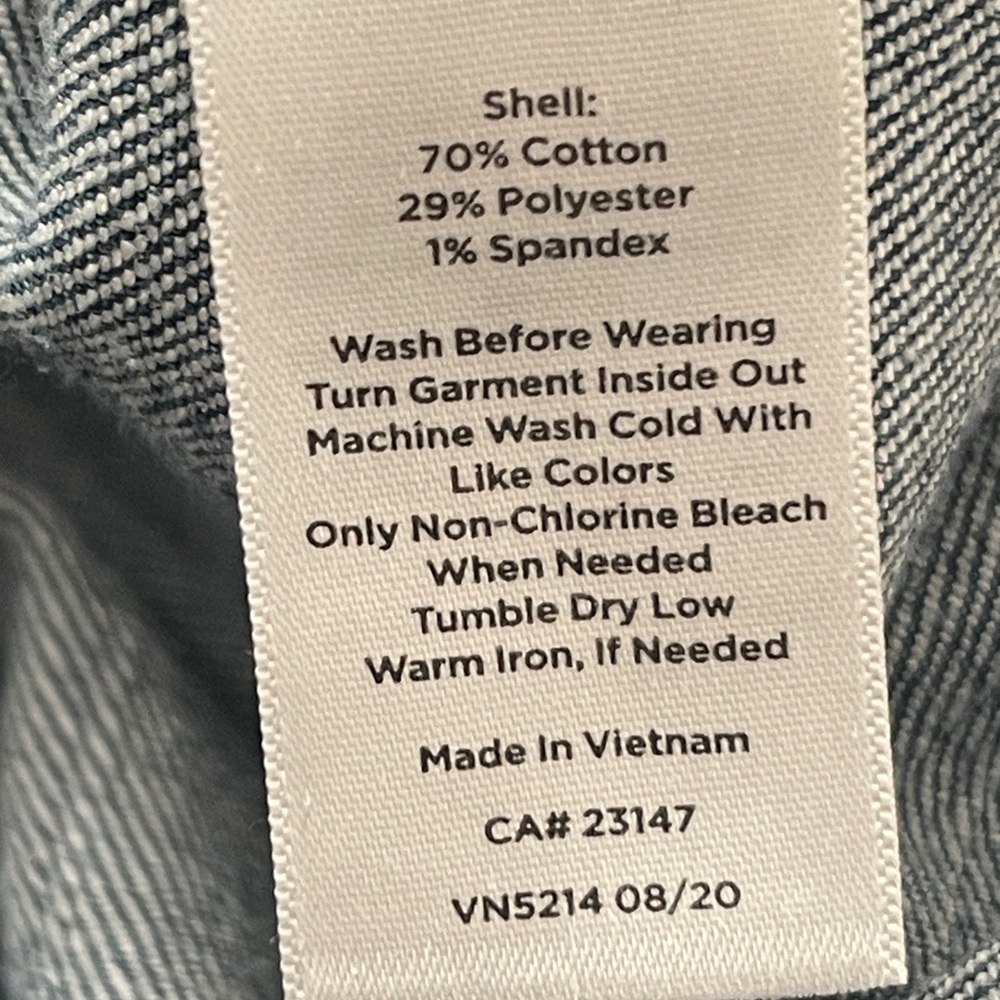 Shell:
70% Cotton
29% Polyester
1% Spandex
Wash Before Wearing
Turn Garment Inside Out
Machine Wash Cold With
Like Colors
Only Non-Chlorine Bleach
When Needed
Tumble Dry Low
Warm Iron, If Needed
Made In Vietnam
CA# 23147
VN5214 08/20